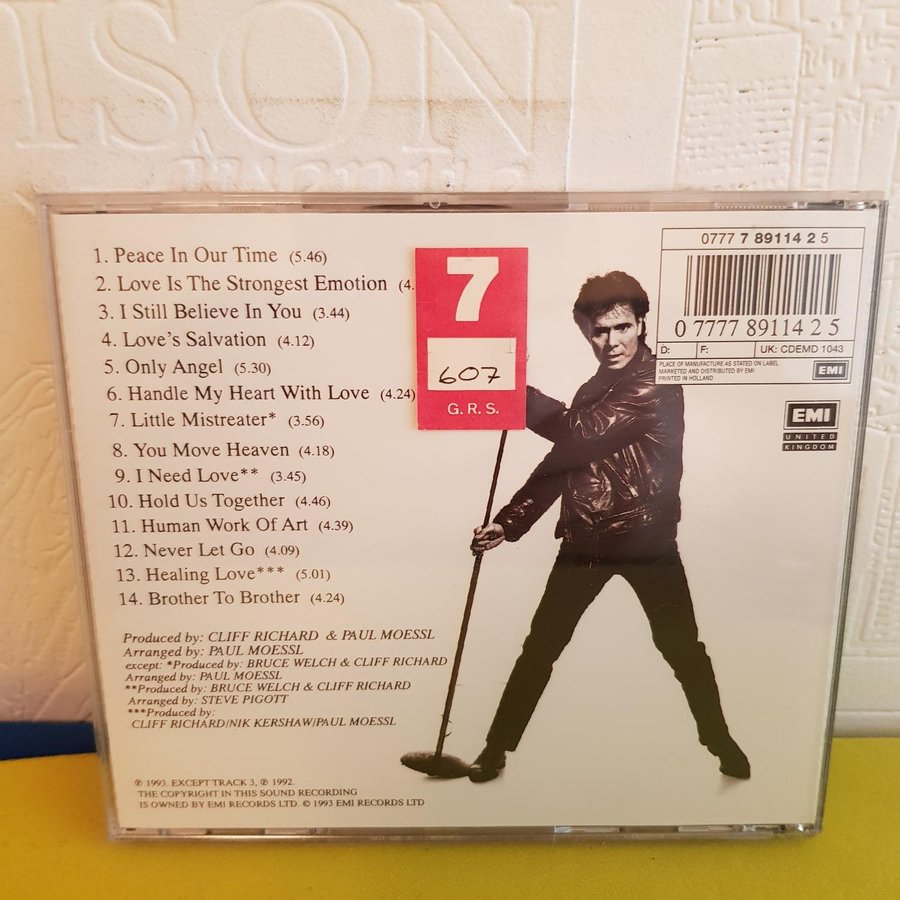 ISON
avenue
1. Peace In Our Time (5.46)
2. Love Is The Strongest Emotion (4.
3. I Still Believe In You (3.44)
4. Love's Salvation (4.12)
5. Only Angel (5.30)
6. Handle My Heart With Love (4.24)
7. Little Mistreater* (3.56)
8. You Move Heaven (4.18)
9. I Need Love** (3.45)
10. Hold Us Together (4.46)
11. Human Work Of Art (4.39)
12. Never Let Go (4.09)
13. Healing Love*** (5.01)
14. Brother To Brother (4.24)
Produced by: CLIFF RICHARD & PAUL MOESSL
Arranged by: PAUL MOESSL
except: *Produced by: BRUCE WELCH & CLIFF RICHARD
Arranged by: PAUL MOESSL
**Produced by: BRUCE WELCH & CLIFF RICHARD
Arranged by: STEVE PIGOTT
***Produced by:
CLIFF RICHARD/NIK KERSHAW/PAUL MOESSL
℗ 1993. EXCEPT TRACK 3, ℗ 1992.
THE COPYRIGHT IN THIS SOUND RECORDING
IS OWNED BY EMI RECORDS LTD. © 1993 EMI RECORDS LTD
7
607
G.R.S.
0777 7 89114 2 5
0 7777 89114 2 5
D: F: UK: CDEMD 1043
PLACE OF MANUFACTURE AS STATED ON LABEL
MARKETED AND DISTRIBUTED BY EMI
PRINTED IN HOLLAND
EMI
EMI
UNITED
KINGDOM